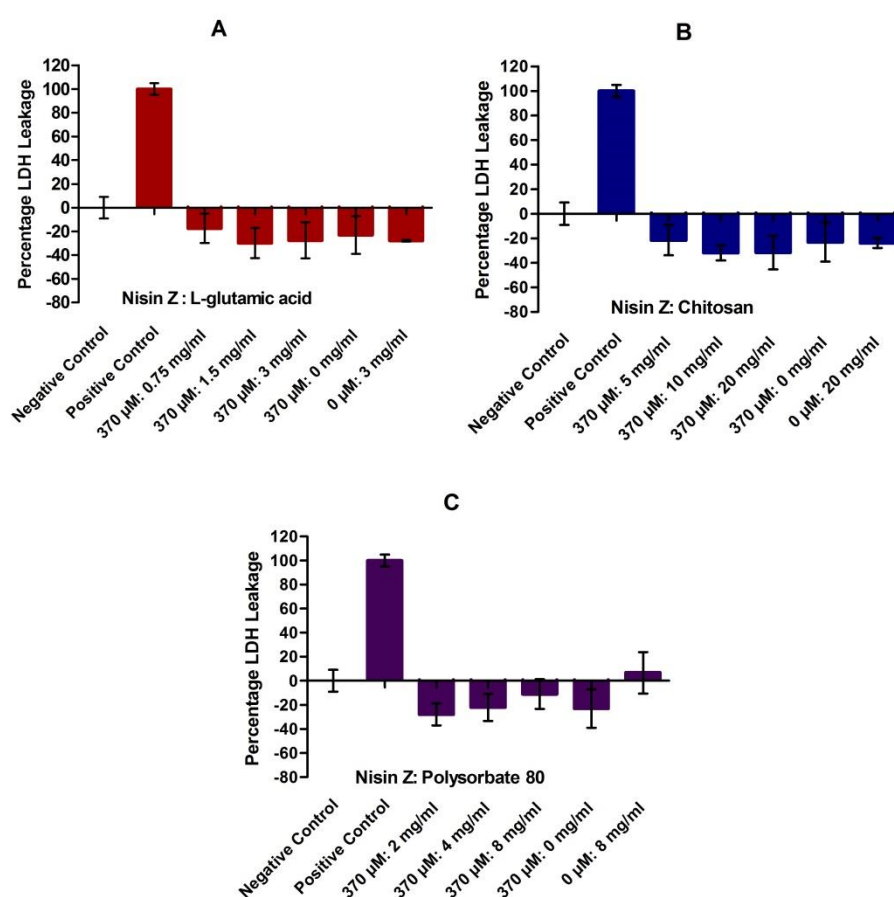 A
Percentage LDH Leakage
120
100
80
60
40
20
0
-20
-40
-60
-80
Nisin Z : L-glutamic acid
Negative Control
Positive Control
370 µM: 0.75 mg/ml
370 µM: 1.5 mg/ml
370 µM: 3 mg/ml
370 µM: 0 mg/ml
0 µM: 3 mg/ml
B
Percentage LDH Leakage
120
100
80
60
40
20
0
-20
-40
-60
-80
Nisin Z: Chitosan
Negative Control
Positive Control
370 µM: 5 mg/ml
370 µM: 10 mg/ml
370 µM: 20 mg/ml
370 µM: 0 mg/ml
0 µM: 20 mg/ml
C
Percentage LDH Leakage
120
100
80
60
40
20
0
-20
-40
-60
-80
Nisin Z: Polysorbate 80
Negative Control
Positive Control
370 µM: 2 mg/ml
370 µM: 4 mg/ml
370 µM: 8 mg/ml
370 µM: 0 mg/ml
0 µM: 8 mg/ml